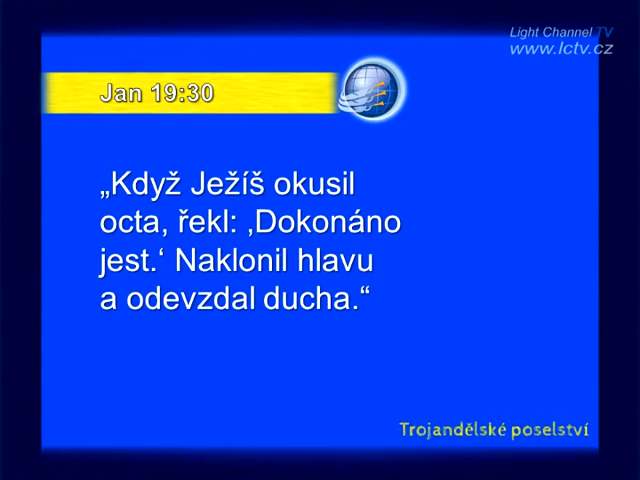 Light Channel TV
www.lctv.cz
Jan 19:30
„Když Ježíš okusil
octa, řekl: ‚Dokonáno
jest.‘ Naklonil hlavu
a odevzdal ducha.“
Trojandělské poselství